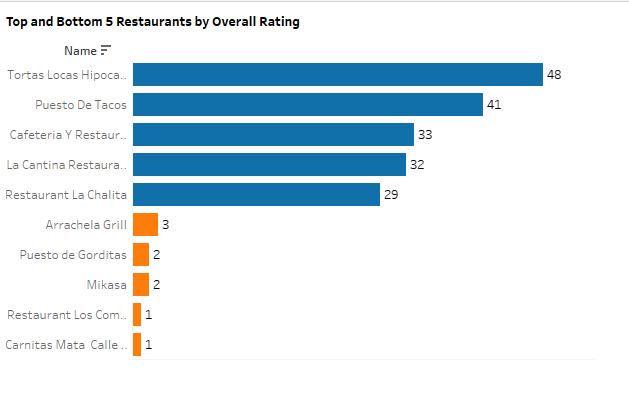 Top and Bottom 5 Restaurants by Overall Rating
Name
Tortas Locas Hipoca.. 48
Puesto De Tacos 41
Cafeteria Y Restaur.. 33
La Cantina Restaura.. 32
Restaurant La Chalita 29
Arrachela Grill 3
Puesto de Gorditas 2
Mikasa 2
Restaurant Los Com.. 1
Carnitas Mata Calle .. 1